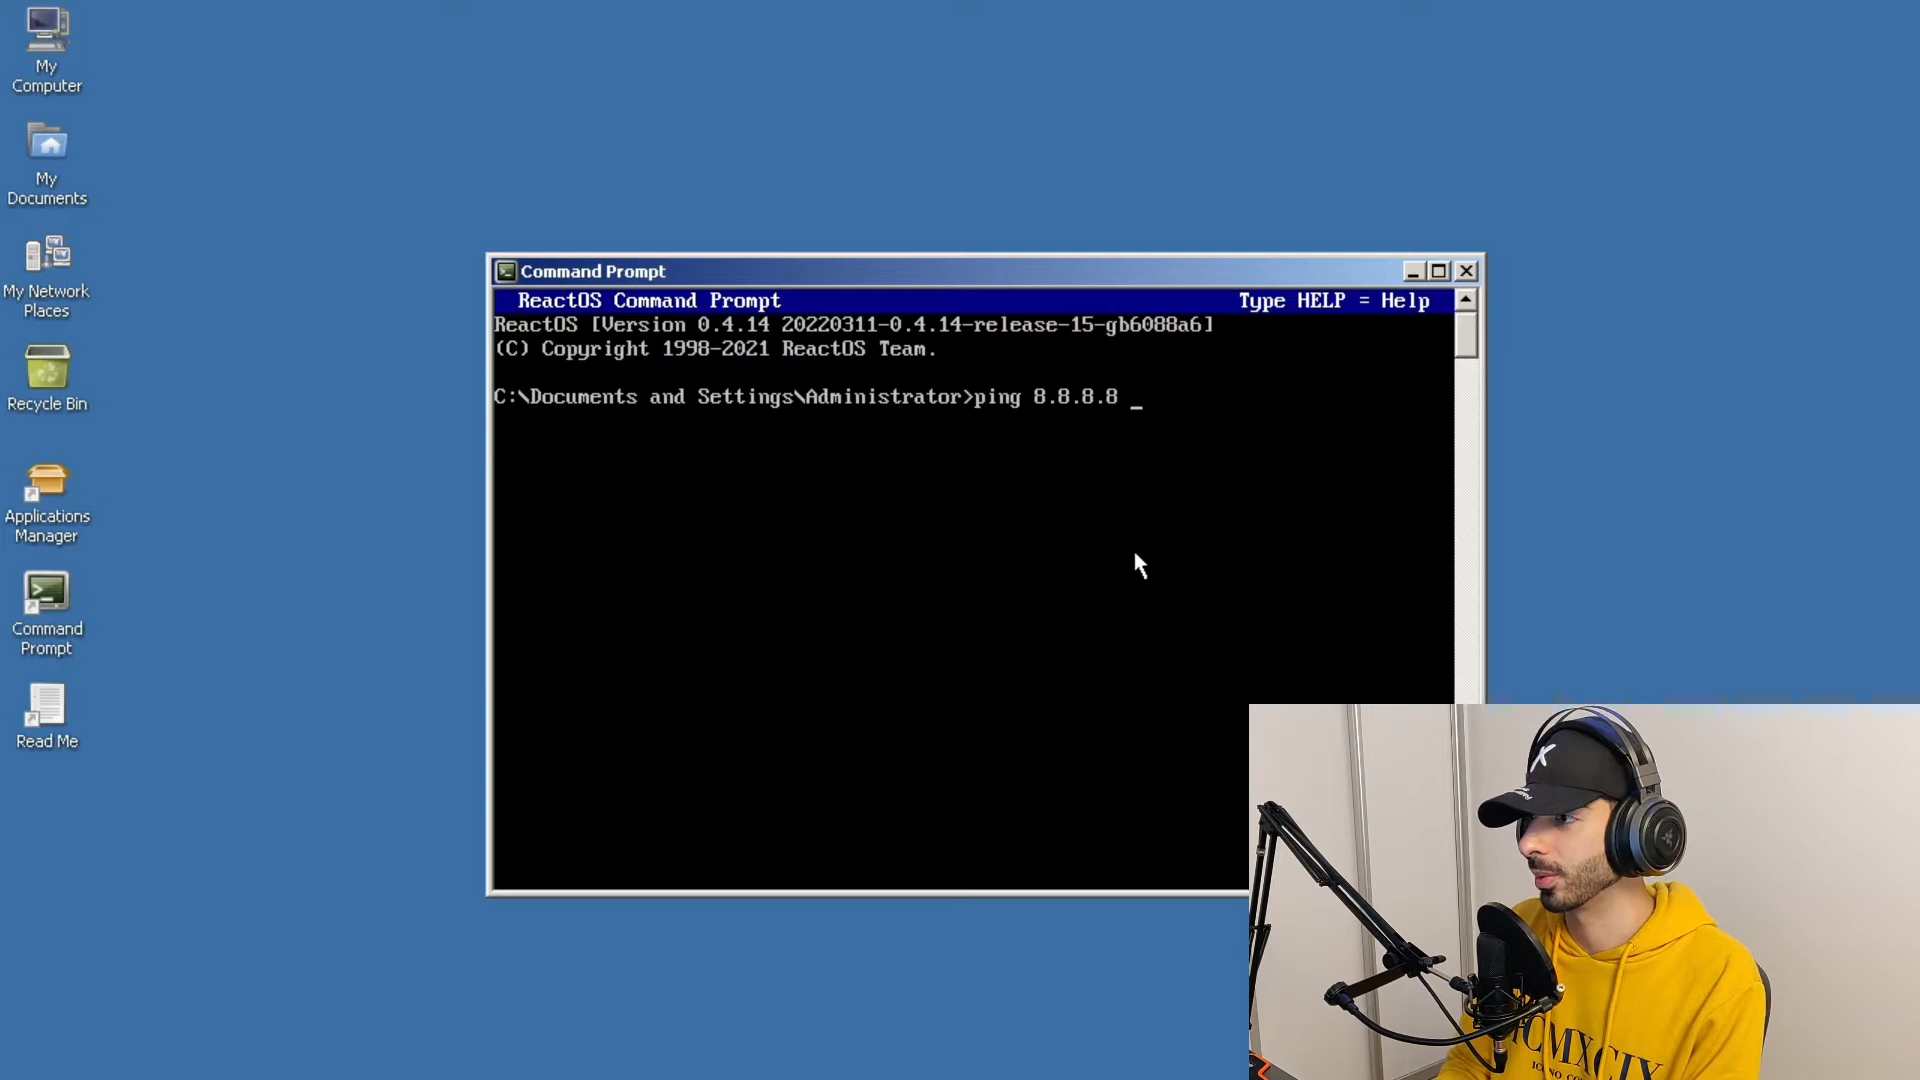 My
Computer
My
Documents
My Network
Places
Recycle Bin
Applications
Manager
Command
Prompt
Read Me
Command Prompt
ReactOS Command Prompt Type HELP = Help
ReactOS [Version 0.4.14 20220311-0.4.14-release-15-gb6088a6]
(C) Copyright 1998-2021 ReactOS Team.
C:\Documents and Settings\Administrator>ping 8.8.8.8 _